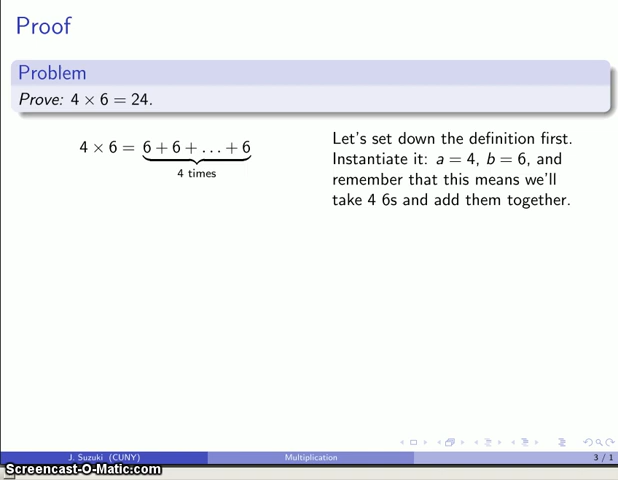 Proof
Problem
Prove: 4 × 6 = 24.
4 × 6 = 6 + 6 + … + 6
4 times
Let's set down the definition first.
Instantiate it: a = 4, b = 6, and
remember that this means we'll
take 4 6s and add them together.
J. Suzuki (CUNY)
Multiplication
3 / 1
Screencast-O-Matic.com